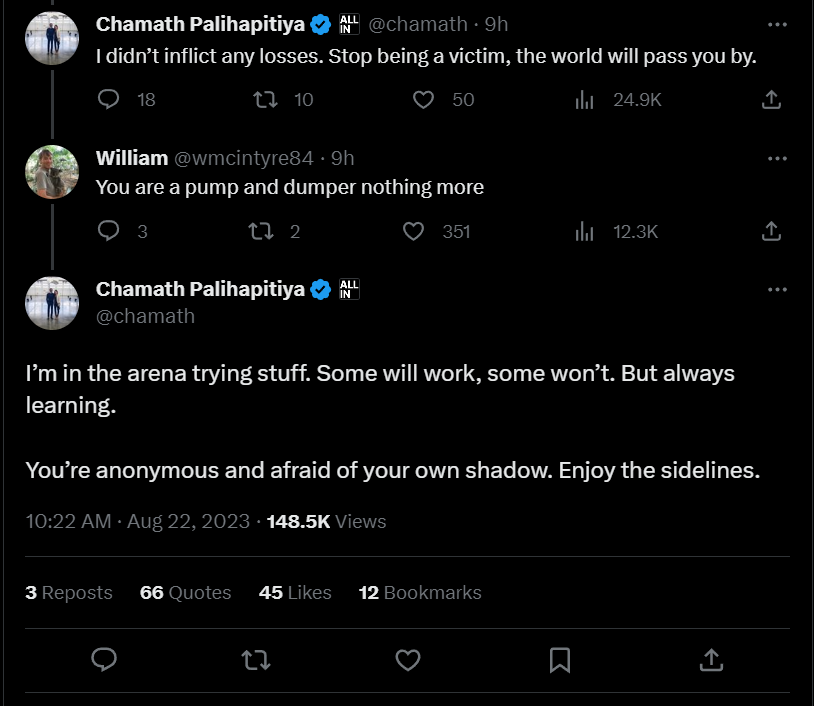 Chamath Palihapitiya ALL IN @chamath · 9h
I didn’t inflict any losses. Stop being a victim, the world will pass you by.
18 10 50 24.9K
William @wmcintyre84 · 9h
You are a pump and dumper nothing more
3 2 351 12.3K
Chamath Palihapitiya ALL IN
@chamath
I’m in the arena trying stuff. Some will work, some won’t. But always
learning.
You’re anonymous and afraid of your own shadow. Enjoy the sidelines.
10:22 AM · Aug 22, 2023 · 148.5K Views
3 Reposts 66 Quotes 45 Likes 12 Bookmarks